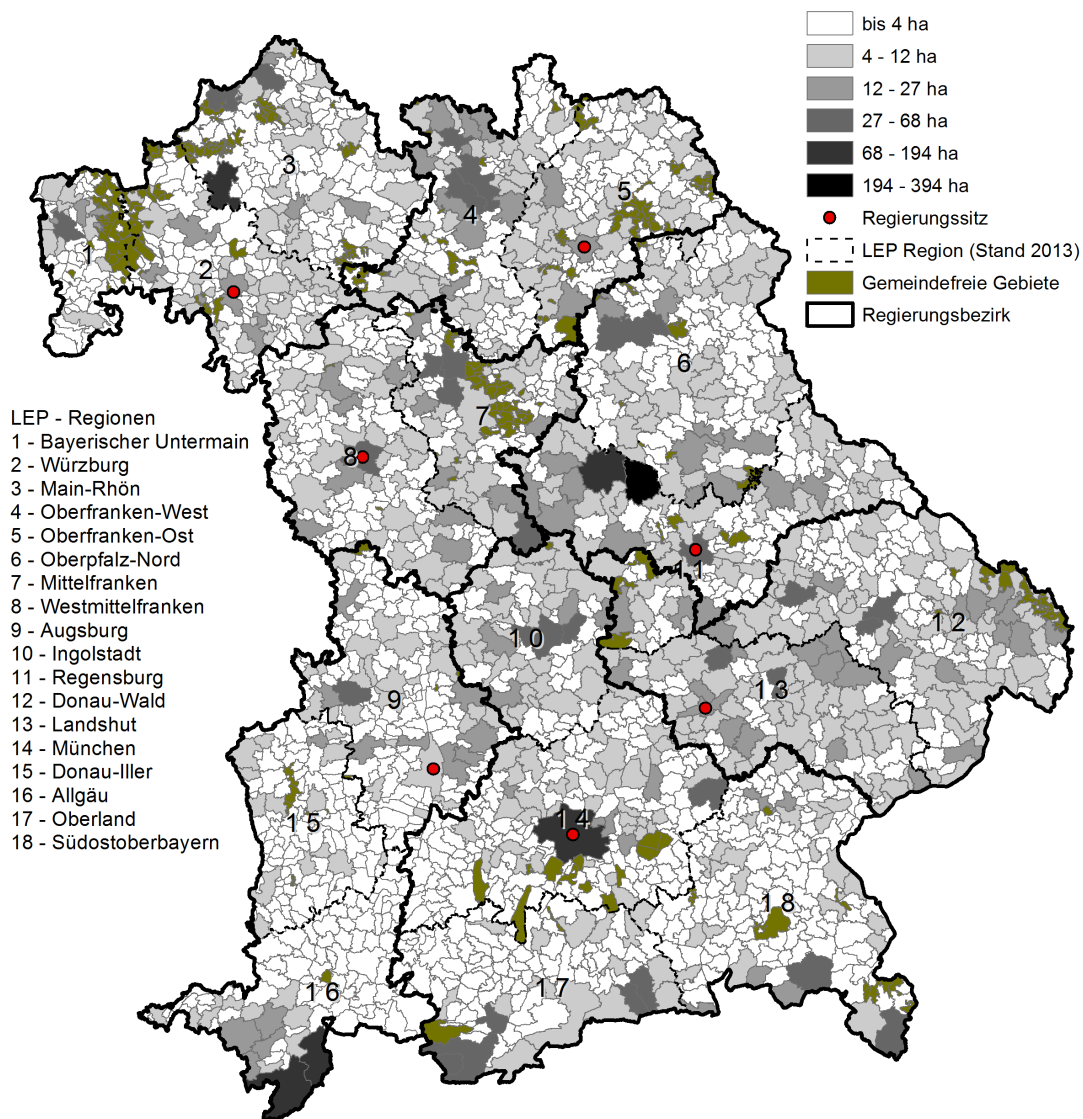 bis 4 ha
4 - 12 ha
12 - 27 ha
27 - 68 ha
68 - 194 ha
194 - 394 ha
Regierungssitz
LEP Region (Stand 2013)
Gemeindefreie Gebiete
Regierungsbezirk
3
5
4
1
2
6
7
8
LEP - Regionen
1 - Bayerischer Untermain
2 - Würzburg
3 - Main-Rhön
4 - Oberfranken-West
5 - Oberfranken-Ost
6 - Oberpfalz-Nord
7 - Mittelfranken
8 - Westmittelfranken
9 - Augsburg
10 - Ingolstadt
11 - Regensburg
12 - Donau-Wald
13 - Landshut
14 - München
15 - Donau-Iller
16 - Allgäu
17 - Oberland
18 - Südostoberbayern
11
12
10
13
9
14
15
18
16
17